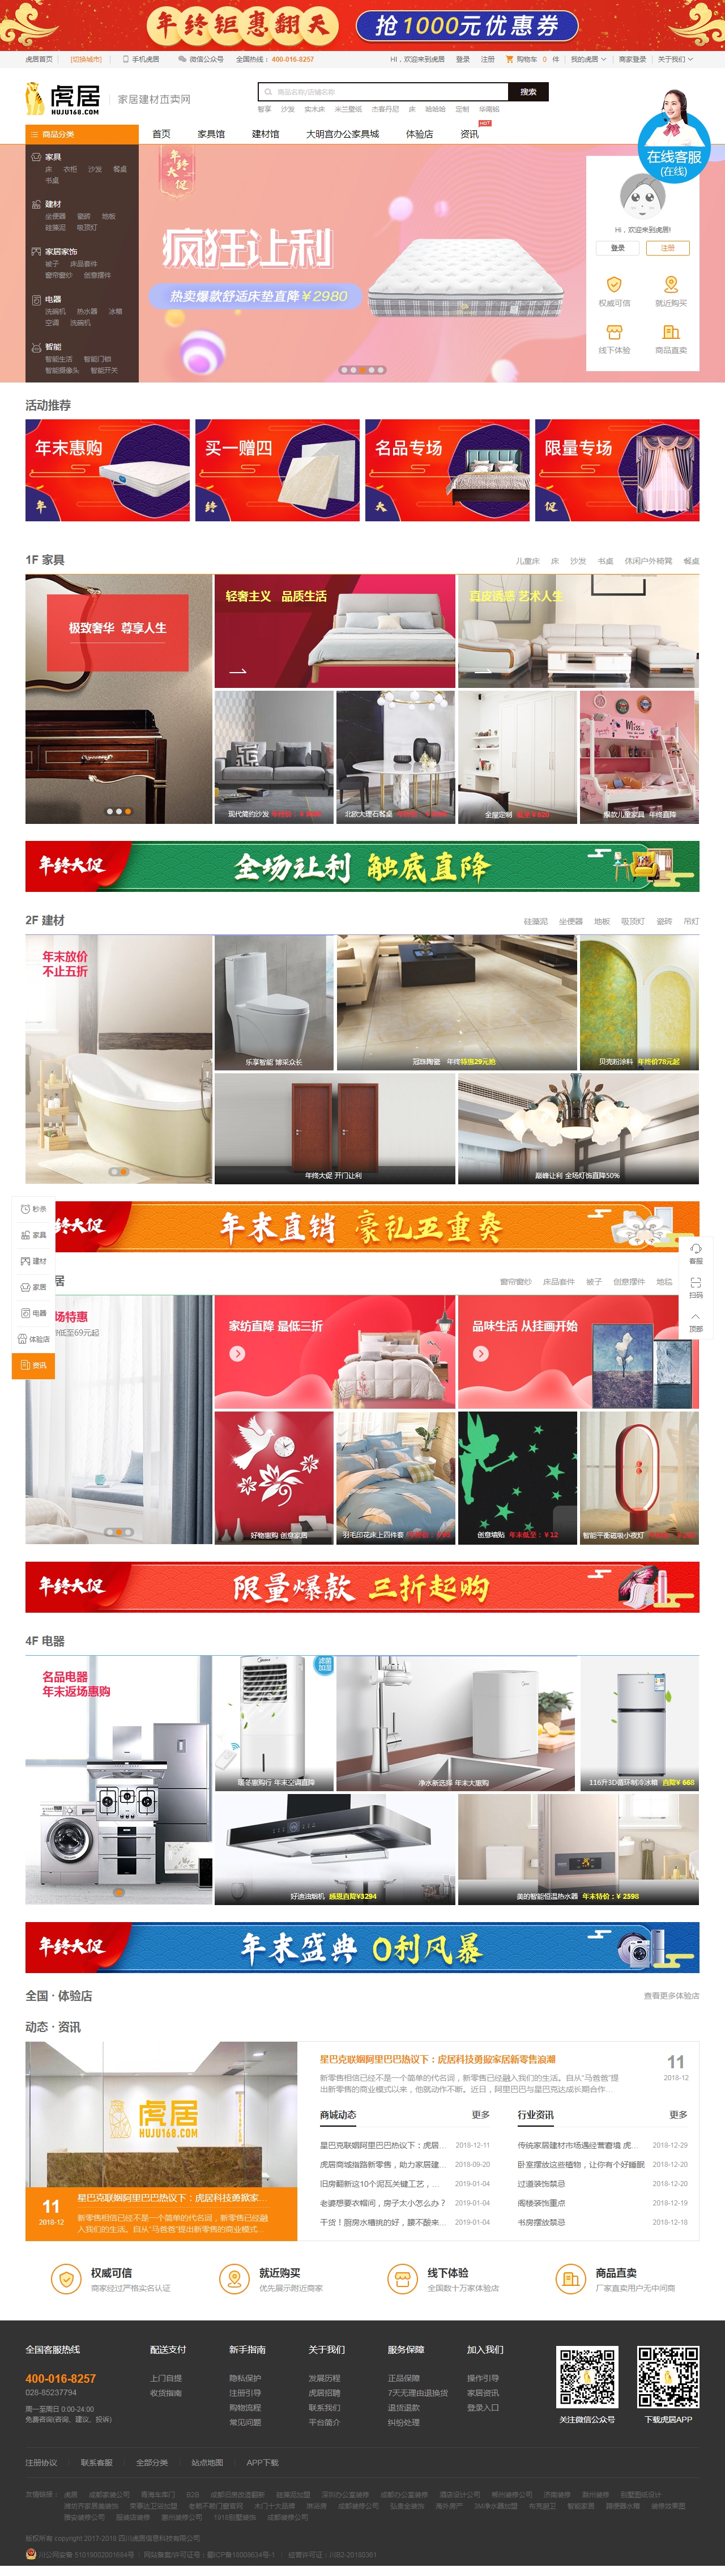 年终钜惠翻天 抢1000元优惠券
虎居首页 [切换城市] 手机虎居 微信公众号 全国热线：400-016-8257 HI，欢迎来到虎居 登录 注册 购物车 0 件 我的虎居 商家登录 关于我们
虎居 HUJU168.COM 家居建材直卖网
商品名称/店铺名称 搜索
智享 沙发 实木床 米兰壁纸 杰森丹尼 床 哈哈哈 定制 华南铝
商品分类 首页 家具馆 建材馆 大明宫办公家具城 体验店 资讯 HOT
在线客服
(在线)
家具
床 衣柜 沙发 餐桌
书桌
建材
坐便器 瓷砖 地板
硅藻泥 吸顶灯
家居家饰
被子 床品套件
窗帘窗纱 创意摆件
电器
洗碗机 热水器 冰箱
空调 洗碗机
智能
智能生活 智能门锁
智能摄像头 智能开关
年终大促
疯狂让利
热卖爆款舒适床垫直降￥2980
Hi，欢迎来到虎居!
登录 注册
权威可信 就近购买
线下体验 商品直卖
活动推荐
年末惠购 买一赠四 名品专场 限量专场
年 终 大 促
1F 家具 儿童床 床 沙发 书桌 休闲户外椅凳 餐桌
极致奢华 尊享人生
轻奢主义 品质生活
真皮诱惑 艺术人生
现代简约沙发
北欧大理石餐桌
全屋定制
爆款儿童家具 年终直降
年终大促 全场让利 触底直降
2F 建材 硅藻泥 坐便器 地板 吸顶灯 瓷砖 吊灯
年末放价
不止五折
乐享智能 博采众长
冠珠陶瓷 年终特惠29元抢
贝壳粉涂料 年终价78元起
年终大促 开门让利
巅峰让利 全场灯饰直降50%
年末直销 豪礼五重卖
秒杀
家具
建材
家居
电器
体验店
资讯
客服
扫码
顶部
窗帘窗纱 床品套件 被子 创意摆件 地毯
场特惠
低至69元起
家纺直降 最低三折
品味生活 从挂画开始
好物惠购 创意家居
羽毛印花床上四件套
创意墙贴 年末低至：￥12
智能平衡磁吸小夜灯
年终大促 限量爆款 三折起购
4F 电器
名品电器
年末返场惠购
滤菌
加湿
暖冬惠购行 年末空调直降
净水新选择 年末大惠购
116升3D循环制冷冰箱 直降¥ 668
好迪油烟机 感恩直降¥3294
美的智能恒温热水器 年末特价：¥ 2598
年终大促 年末盛典 0利风暴
全国 · 体验店 查看更多体验店
动态 · 资讯
虎居
HUJU168.COM
11
2018-12
星巴克联姻阿里巴巴热议下：虎居科技勇掀家...
新零售相信已经不是一个简单的代名词，新零售已经融
入我们的生活。自从“马爸爸”提出新零售的商业模式...
星巴克联姻阿里巴巴热议下：虎居科技勇掀家居新零售浪潮
新零售相信已经不是一个简单的代名词，新零售已经融入我们的生活。自从“马爸爸”提
出新零售的商业模式以来，他就动作不断。近日，阿里巴巴与星巴克达成长期合作...
11
2018-12
商城动态 更多
星巴克联姻阿里巴巴热议下：虎居... 2018-12-11
虎居商城指路新零售，助力家居建... 2018-09-20
旧房翻新这10个泥瓦关键工艺，... 2019-01-04
老婆想要衣帽间，房子太小怎么办？ 2019-01-04
干货！厨房水槽挑的好，腰不酸来... 2019-01-04
行业资讯 更多
传统家居建材市场遇经营窘境 虎... 2018-12-29
卧室摆放这些植物，让你有个好睡眠 2018-12-20
过道装饰禁忌 2018-12-20
阁楼装饰重点 2018-12-19
书房摆放禁忌 2018-12-18
权威可信
商家经过严格实名认证
就近购买
优先展示附近商家
线下体验
全国数十万家体验店
商品直卖
厂家直卖用户无中间商
全国客服热线 配送支付 新手指南 关于我们 服务保障 加入我们
400-016-8257
028-85237794
周一至周日 0:00-24:00
免费咨询(咨询、建议、投诉)
上门自提
收货指南
隐私保护
注册引导
购物流程
常见问题
发展历程
虎居招聘
联系我们
平台简介
正品保障
7天无理由退换货
退货退款
纠纷处理
操作引导
家居资讯
登录入口
关注微信公众号 下载虎居APP
注册协议 联系客服 全部分类 站点地图 APP下载
版权所有 copyright 2017-2018 四川虎居信息科技有限公司